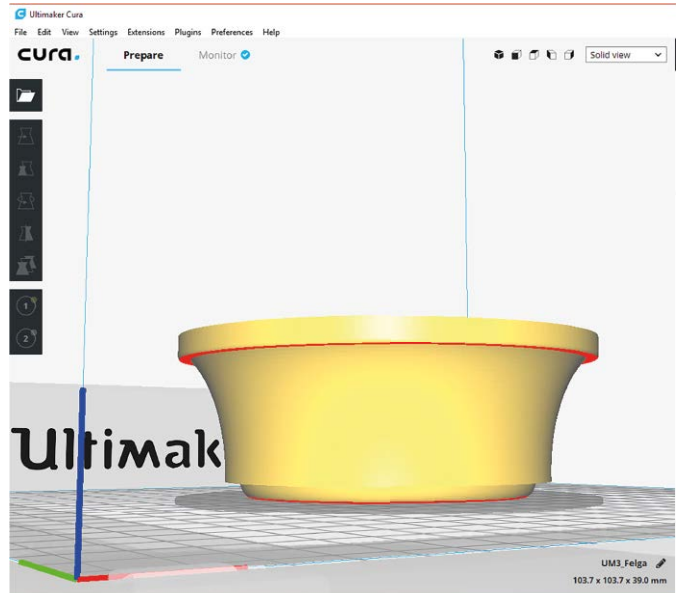 Ultimaker Cura
File Edit View Settings Extensions Plugins Preferences Help
cura. Prepare Monitor Solid view
1
2
Ultimak
UM3_Felga
103.7 x 103.7 x 39.0 mm